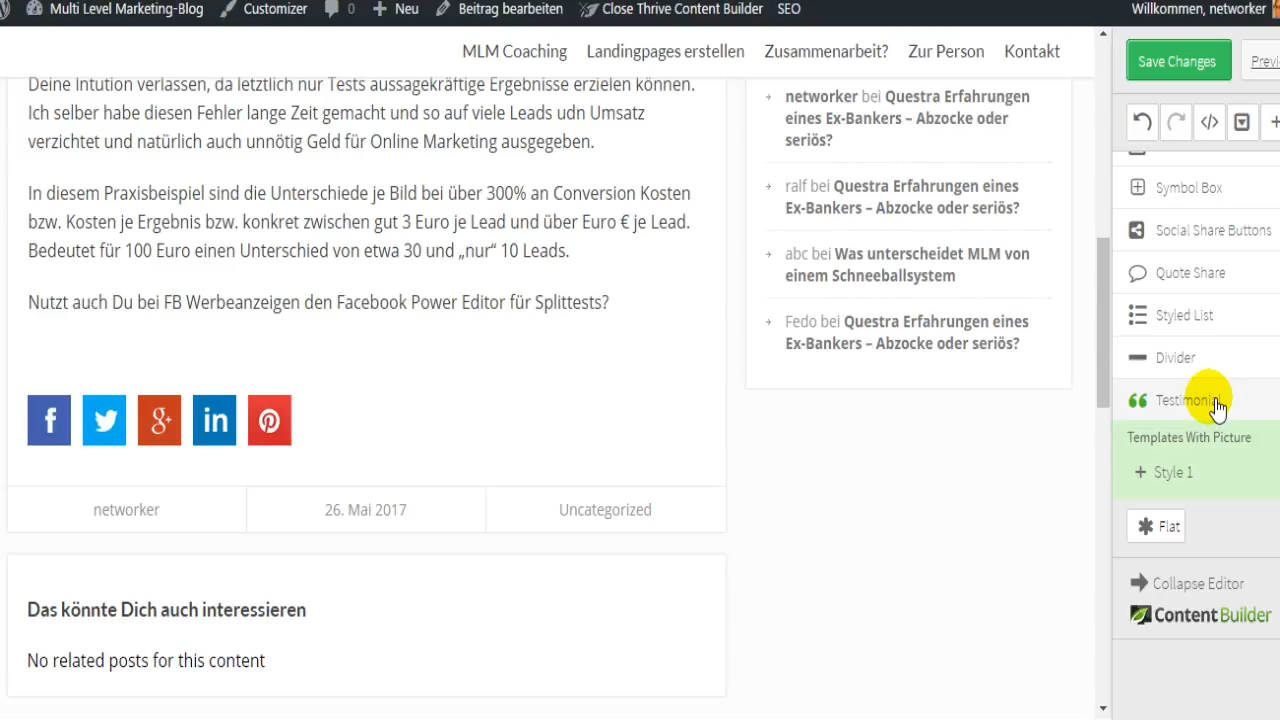 Multi Level Marketing-Blog Customizer 0 Neu Beitrag bearbeiten Close Thrive Content Builder SEO Willkommen, networker
MLM Coaching Landingpages erstellen Zusammenarbeit? Zur Person Kontakt
Deine Intution verlassen, da letztlich nur Tests aussagekräftige Ergebnisse erzielen können.
Ich selber habe diesen Fehler lange Zeit gemacht und so auf viele Leads udn Umsatz
verzichtet und natürlich auch unnötig Geld für Online Marketing ausgegeben.
In diesem Praxisbeispiel sind die Unterschiede je Bild bei über 300% an Conversion Kosten
bzw. Kosten je Ergebnis bzw. konkret zwischen gut 3 Euro je Lead und über Euro € je Lead.
Bedeutet für 100 Euro einen Unterschied von etwa 30 und „nur“ 10 Leads.
Nutzt auch Du bei FB Werbeanzeigen den Facebook Power Editor für Splittests?
f g+ in
networker 26. Mai 2017 Uncategorized
Das könnte Dich auch interessieren
No related posts for this content
networker bei Questra Erfahrungen
eines Ex-Bankers – Abzocke oder
seriös?
ralf bei Questra Erfahrungen eines
Ex-Bankers – Abzocke oder seriös?
abc bei Was unterscheidet MLM von
einem Schneeballsystem
Fedo bei Questra Erfahrungen eines
Ex-Bankers – Abzocke oder seriös?
Save Changes Previ
Symbol Box
Social Share Buttons
Quote Share
Styled List
Divider
Testimonial
Templates With Picture
+ Style 1
Flat
Collapse Editor
Content Builder